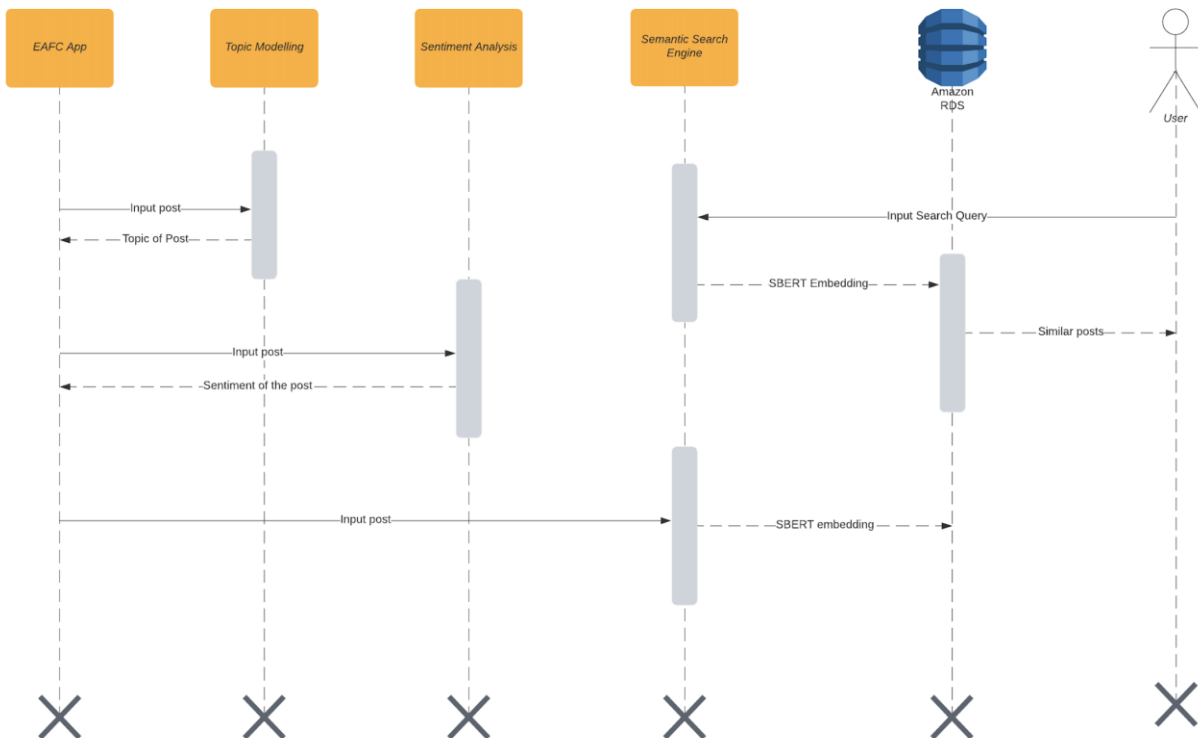 EAFC App
Topic Modelling
Sentiment Analysis
Semantic Search
Engine
Amazon
RDS
User
Input post
Input Search Query
Topic of Post
SBERT Embedding
Similar posts
Input post
Sentiment of the post
Input post
SBERT embedding